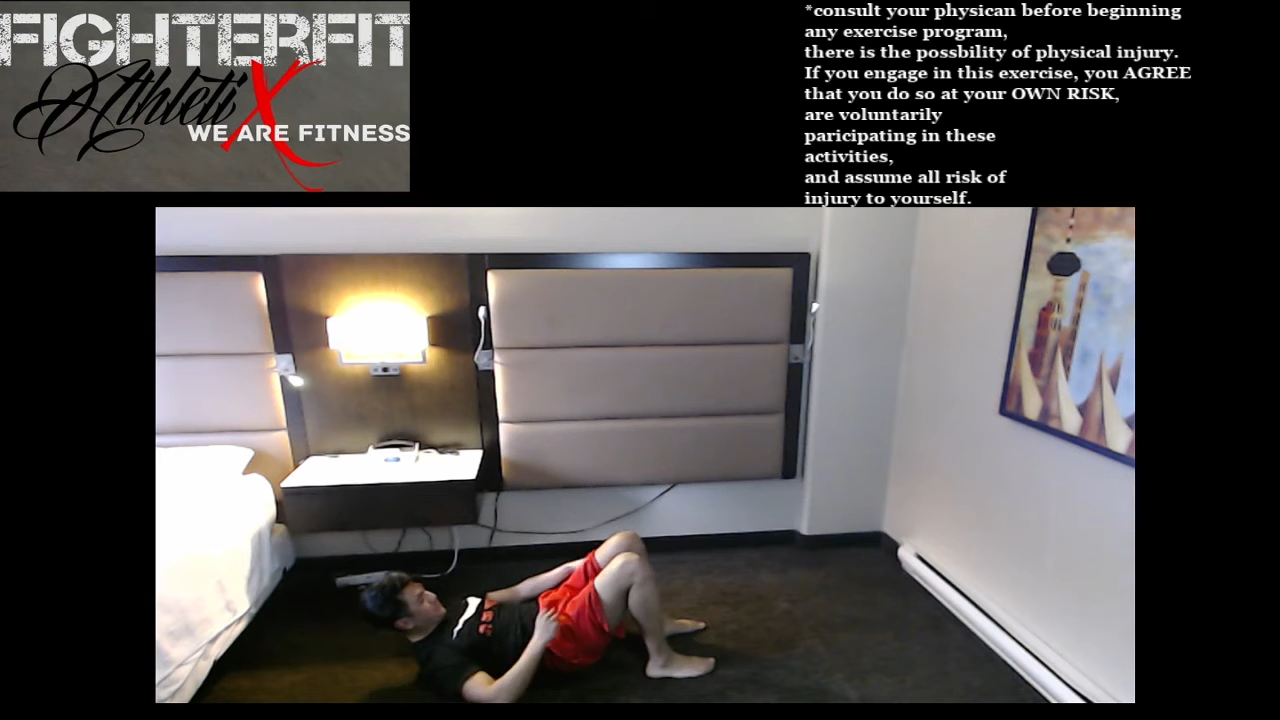 FIGHTERFIT
AthletiX
WE ARE FITNESS
*consult your physican before beginning
any exercise program,
there is the possbility of physical injury.
If you engage in this exercise, you AGREE
that you do so at your OWN RISK,
are voluntarily
paricipating in these
activities,
and assume all risk of
injury to yourself.